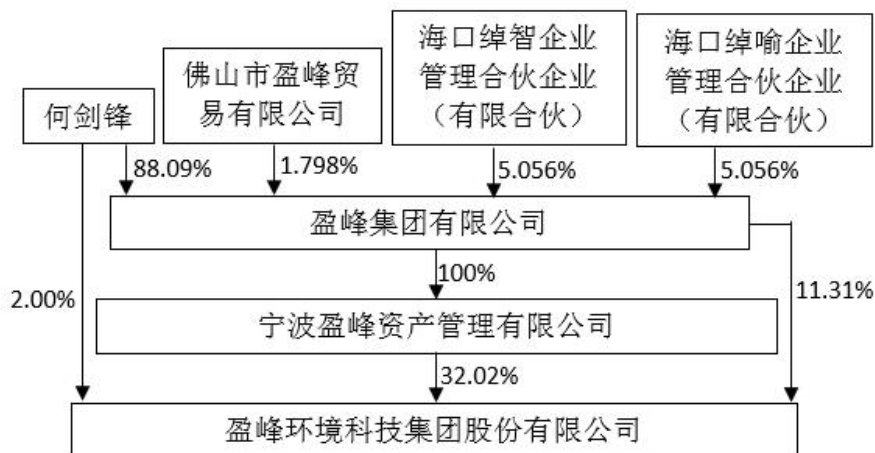 何剑锋
佛山市盈峰贸
易有限公司
海口绰智企业
管理合伙企业
（有限合伙）
海口绰喻企业
管理合伙企业
（有限合伙）
88.09%
1.798%
5.056%
5.056%
盈峰集团有限公司
100%
2.00%
11.31%
宁波盈峰资产管理有限公司
32.02%
盈峰环境科技集团股份有限公司